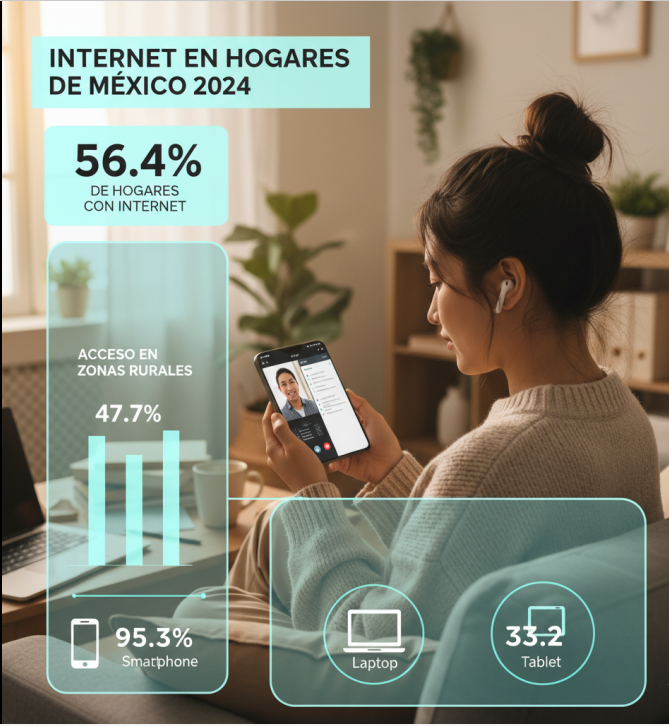 INTERNET EN HOGARES
DE MÉXICO 2024
56.4%
DE HOGARES
CON INTERNET
ACCESO EN
ZONAS RURALES
47.7%
95.3%
Smartphone
Laptop
33.2
Tablet